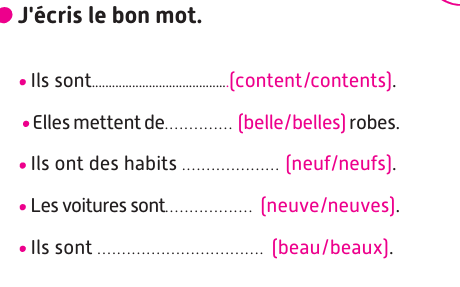 J'écris le bon mot.
• Ils sont........................................(content/contents).
• Elles mettent de.............. (belle/belles) robes.
• Ils ont des habits .................... (neuf/neufs).
• Les voitures sont.................. (neuve/neuves).
• Ils sont .................................. (beau/beaux).